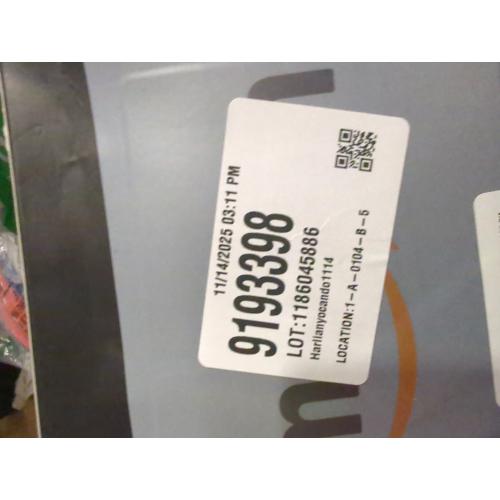 11/14/2025 03:11 PM
9193398
LOT:1186045886
Harlianyocando1114
LOCATION:1-A-0104-B-5